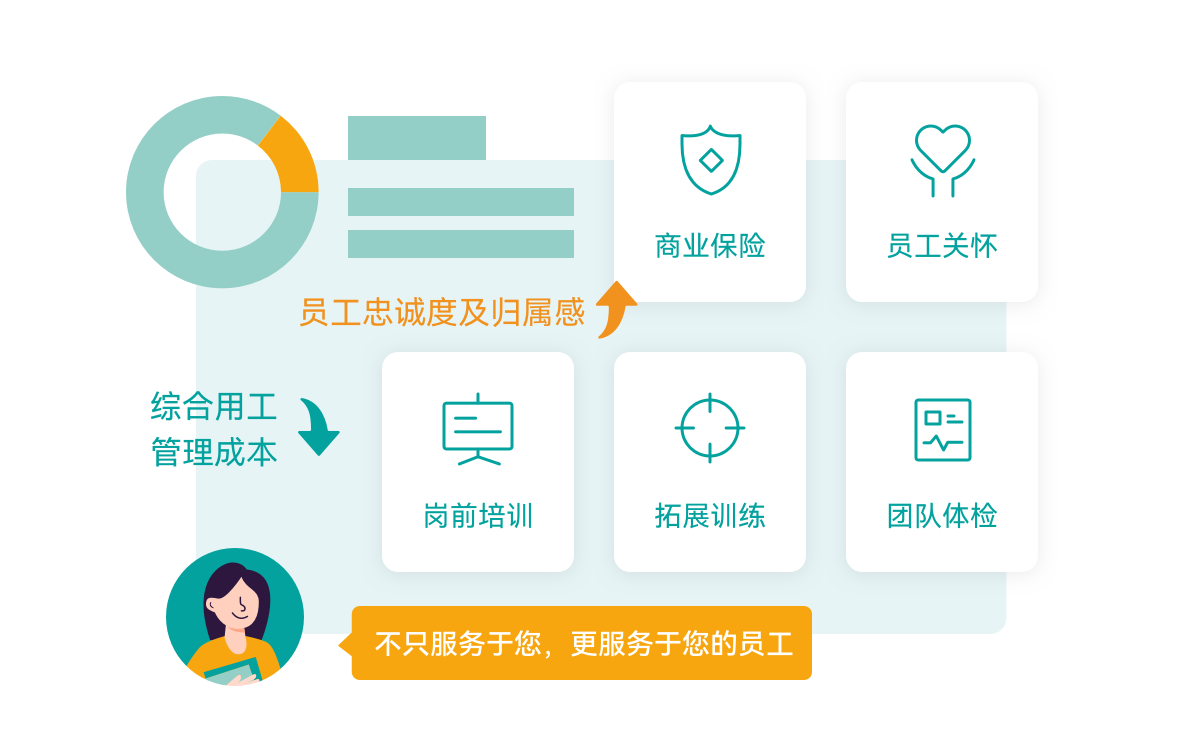 商业保险
员工关怀
员工忠诚度及归属感
综合用工
管理成本
岗前培训
拓展训练
团队体检
不只服务于您，更服务于您的员工